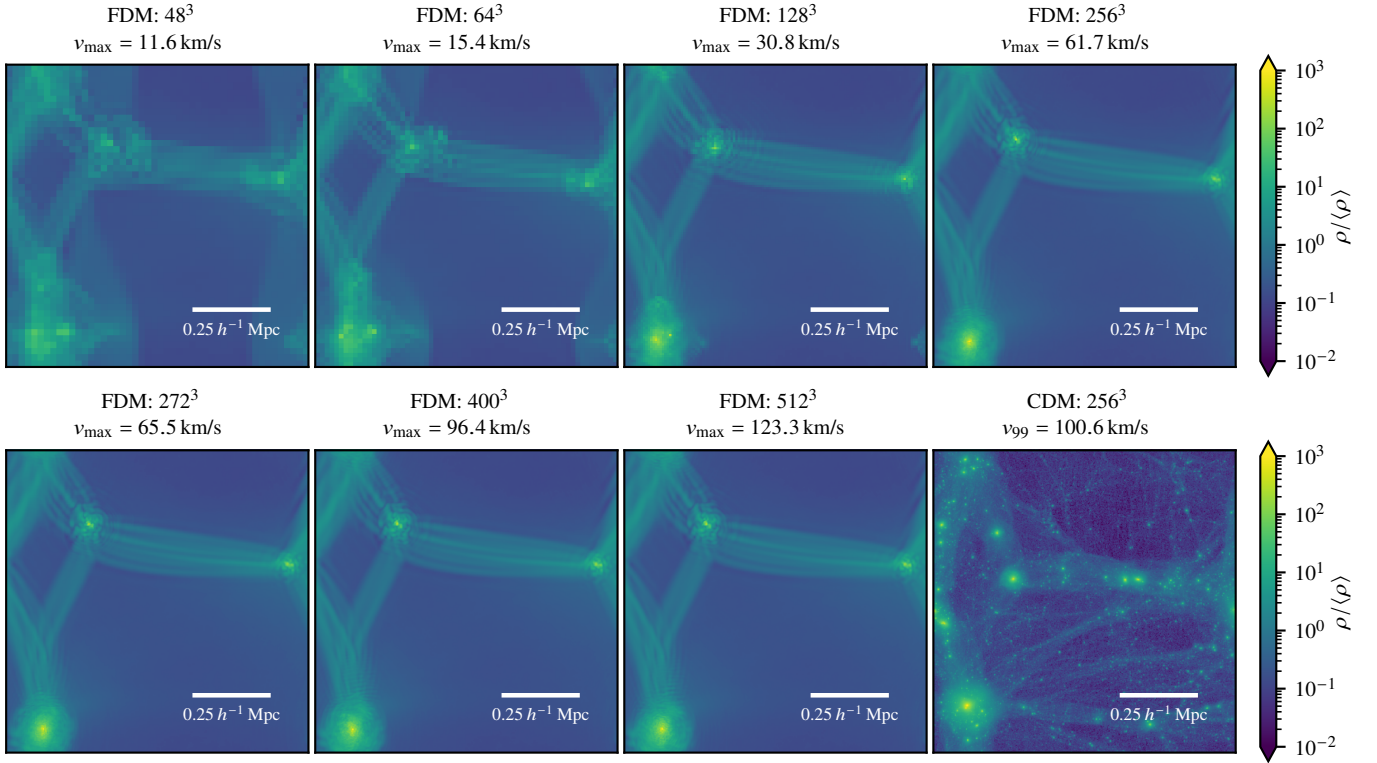 FDM: 48³ FDM: 64³ FDM: 128³ FDM: 256³
v_max = 11.6 km/s v_max = 15.4 km/s v_max = 30.8 km/s v_max = 61.7 km/s
10³
10²
10¹
10⁰
10⁻¹
10⁻²
ρ/⟨ρ⟩
0.25 h⁻¹ Mpc 0.25 h⁻¹ Mpc 0.25 h⁻¹ Mpc 0.25 h⁻¹ Mpc
FDM: 272³ FDM: 400³ FDM: 512³ CDM: 256³
v_max = 65.5 km/s v_max = 96.4 km/s v_max = 123.3 km/s v₉₉ = 100.6 km/s
10³
10²
10¹
10⁰
10⁻¹
10⁻²
ρ/⟨ρ⟩
0.25 h⁻¹ Mpc 0.25 h⁻¹ Mpc 0.25 h⁻¹ Mpc 0.25 h⁻¹ Mpc